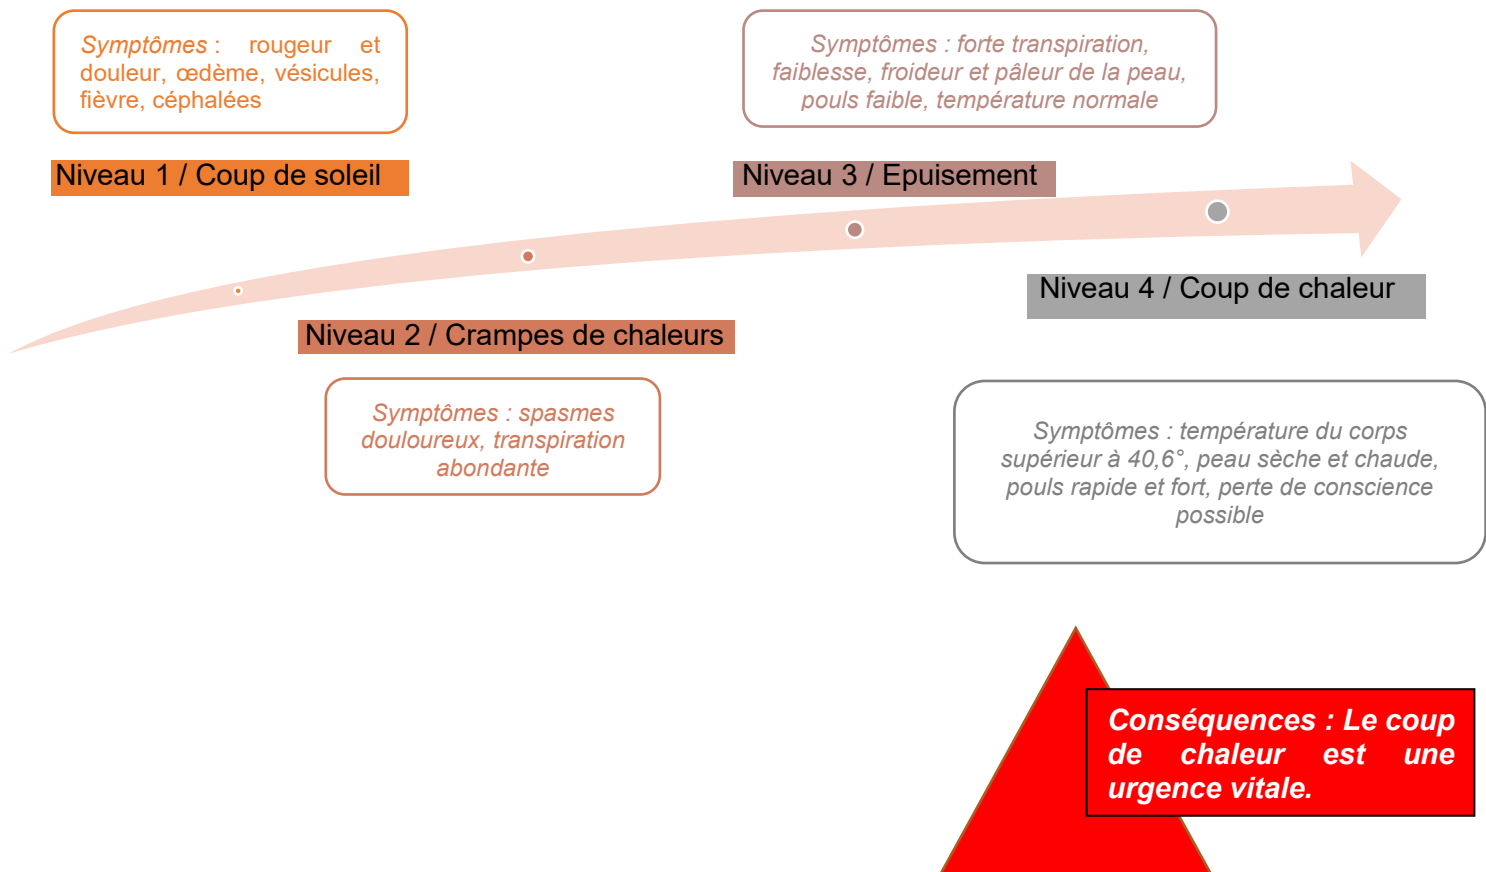 Symptômes : rougeur et
douleur, œdème, vésicules,
fièvre, céphalées
Niveau 1 / Coup de soleil
Symptômes : forte transpiration,
faiblesse, froideur et pâleur de la peau,
pouls faible, température normale
Niveau 3 / Epuisement
Niveau 2 / Crampes de chaleurs
Symptômes : spasmes
douloureux, transpiration
abondante
Niveau 4 / Coup de chaleur
Symptômes : température du corps
supérieur à 40,6°, peau sèche et chaude,
pouls rapide et fort, perte de conscience
possible
Conséquences : Le coup
de chaleur est une
urgence vitale.